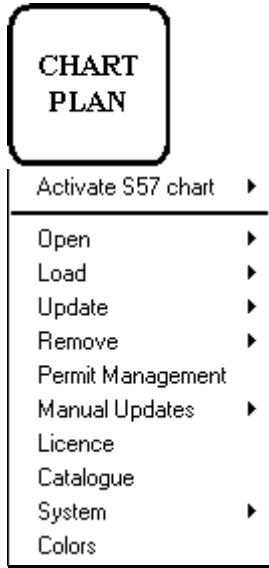 CHART
PLAN
Activate S57 chart
Open
Load
Update
Remove
Permit Management
Manual Updates
Licence
Catalogue
System
Colors